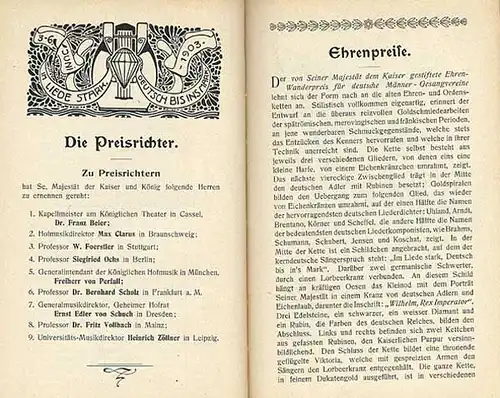 3-6 JUNI 1903.
IM LIEDE STARK DEUTSCH BIS INS MARK
Die Preisrichter.
Zu Preisrichtern
hat Se. Majestät der Kaiser und König folgende Herren
zu ernennen geruht:
1. Kapellmeister am Königlichen Theater in Cassel,
Dr. Franz Beier;
2. Hofmusikdirektor Max Clarus in Braunschweig;
3. Professor W. Foerstler in Stuttgart;
4. Professor Siegfried Ochs in Berlin;
5. Generalintendant der Königlichen Hofmusik in München,
Freiherr von Perfall;
6. Professor Dr. Bernhard Scholz in Frankfurt a. M.
7. Generalmusikdirektor, Geheimer Hofrat
Ernst Edler von Schuch in Dresden;
8. Professor Dr. Fritz Volbach in Mainz;
9. Universitäts-Musikdirektor Heinrich Zöllner in Leipzig.
Ehrenpreise.
Der von Seiner Majestät dem Kaiser gestiftete Ehren-
Wanderpreis für deutsche Männer-Gesangvereine
lehnt sich der Form nach an die alten Ehren- und Ordens-
ketten an. Stilistisch vollkommen eigenartig, erinnert der
Entwurf an die überaus reizvollen Goldschmiedearbeiten
der spätrömischen, merovingischen und fränkischen Perioden,
an jene wunderbaren Schmuckgegenstände, welche stets
das Entzücken des Kenners hervorrufen und welche in ihrer
Technik unerreicht sind. Die Kette selbst besteht aus
jeweils drei verschiedenen Gliedern, von denen eins eine
kleine Harfe, von einem Eichenkranz umrahmt, zeigt.
Das nächste viereckige Zwischenglied trägt in der Mitte
den deutschen Adler mit Rubinen besetzt; Goldspiralen
bilden den Uebergang zum folgenden Glied, das wieder
von Eichenkränzen umrahmt, auf der einen Hälfte die Namen
der hervorragendsten deutschen Liederdichter: Uhland, Arndt,
Brentano, Körner und Scheffel, die andere Hälfte die Namen
der bedeutendsten deutschen Liederkomponisten, wie Brahms,
Schumann, Schubert, Jensen und Koschat, zeigt. In der
Mitte der Kette ist ein Schildchen angebracht, auf dem der
kerndeutsche Sängerspruch steht: „Im Liede stark, Deutsch
bis in's Mark". Darüber zwei germanische Schwerter,
durch einen Lorbeerkranz verbunden. An diesem Schild
hängt an kräftigen Oesen das Kleinod mit dem Porträt
Seiner Majestät in einem Kranz von deutschen Adlern und
Eichenlaub, darunter die Inschrift: „Wilhelm, Rex Imperator".
Drei Edelsteine, ein schwarzer, ein weisser Diamant und
ein Rubin, die Farben des deutschen Reiches, bilden den
Abschluss. Links und rechts befinden sich zwei Kettchen
aus gefassten Rubinen, den Kaiserlichen Purpur versinn-
bildlichend. Den Schluss der Kette bildet eine thronende
geflügelte Viktoria, welche mit gespreizten Armen den
Sängern den Lorbeerkranz entgegenhält. Die ganze Kette,
in feinem Dukatengold ausgeführt, ist in verschiedenen